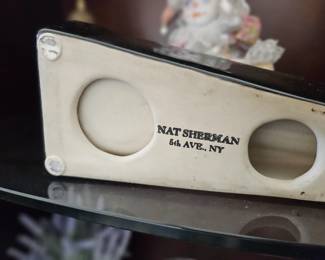 NAT SHERMAN
5th AVE., NY